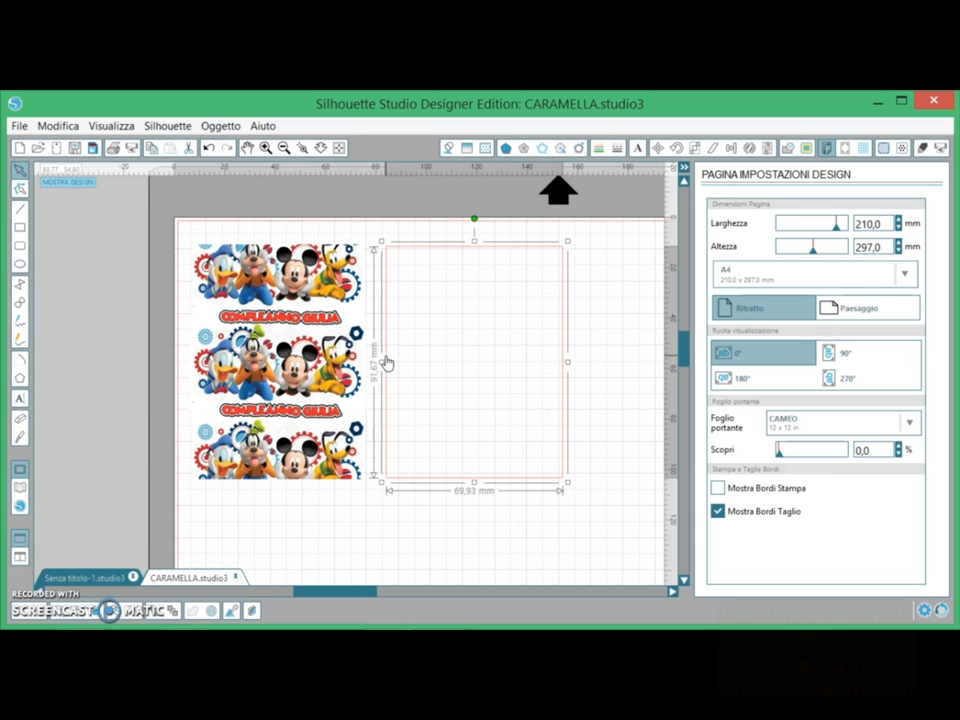 Silhouette Studio Designer Edition: CARAMELLA.studio3
File Modifica Visualizza Silhouette Oggetto Aiuto
MOSTRA DESIGN
PAGINA IMPOSTAZIONI DESIGN
Dimensioni Pagina
Larghezza 210,0 mm
Altezza 297,0 mm
A4
210.0 x 297.0 mm
Ritratto Paesaggio
Ruota visualizzazione
0° 90°
180° 270°
Foglio portante
Foglio portante
CAMEO
12 x 12 in
Scopri 0,0 %
Stampa e Taglia Bordi
Mostra Bordi Stampa
Mostra Bordi Taglio
COMPLEANNO GIULIA
COMPLEANNO GIULIA
91,67 mm
69,93 mm
Senza titolo-1.studio3 CARAMELLA.studio3
RECORDED WITH
SCREENCAST MATIC